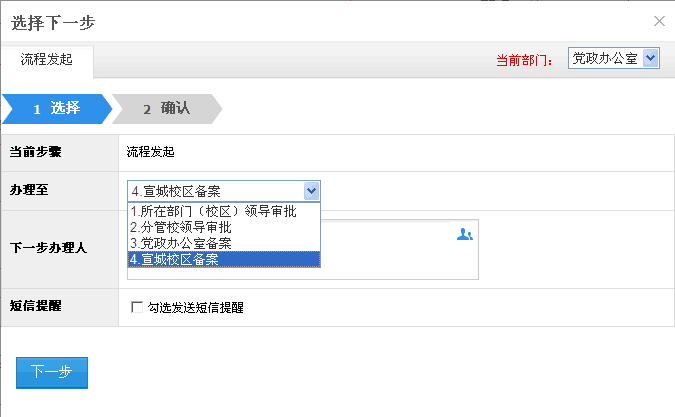 选择下一步
流程发起
当前部门：
党政办公室
1 选择
2 确认
当前步骤
流程发起
办理至
4.宣城校区备案
1.所在部门（校区）领导审批
2.分管校领导审批
3.党政办公室备案
4.宣城校区备案
下一步办理人
短信提醒
勾选发送短信提醒
下一步